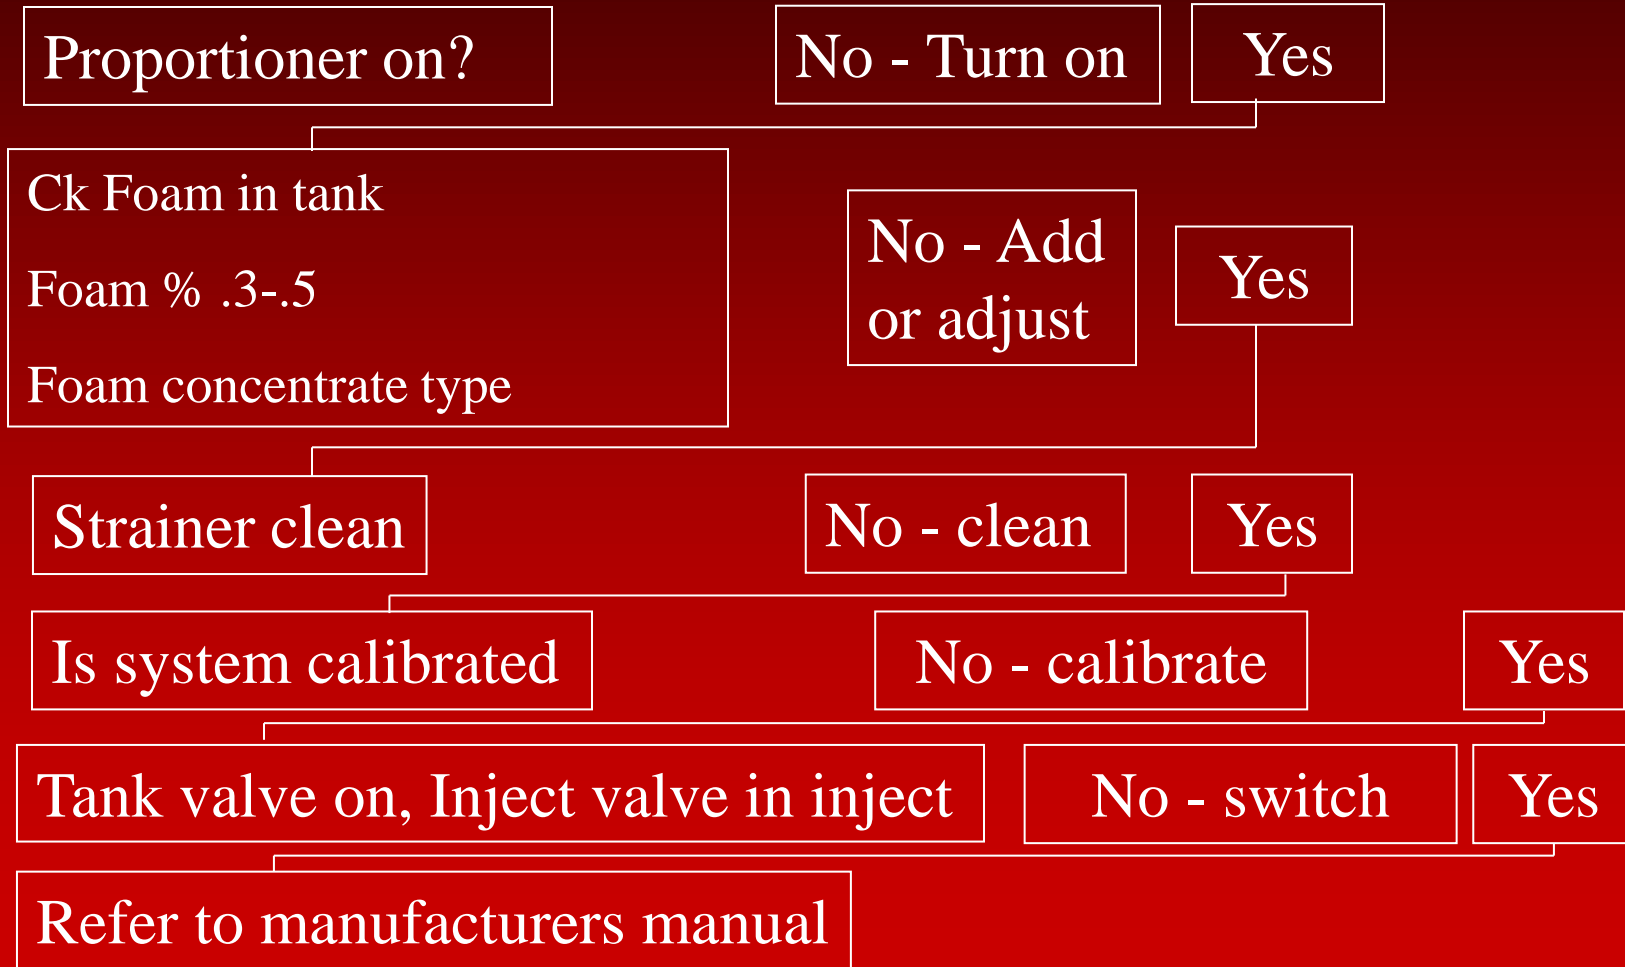 Proportioner on?
No - Turn on
Yes
Ck Foam in tank
Foam % .3-.5
Foam concentrate type
No - Add
or adjust
Yes
Strainer clean
No - clean
Yes
Is system calibrated
No - calibrate
Yes
Tank valve on, Inject valve in inject
No - switch
Yes
Refer to manufacturers manual